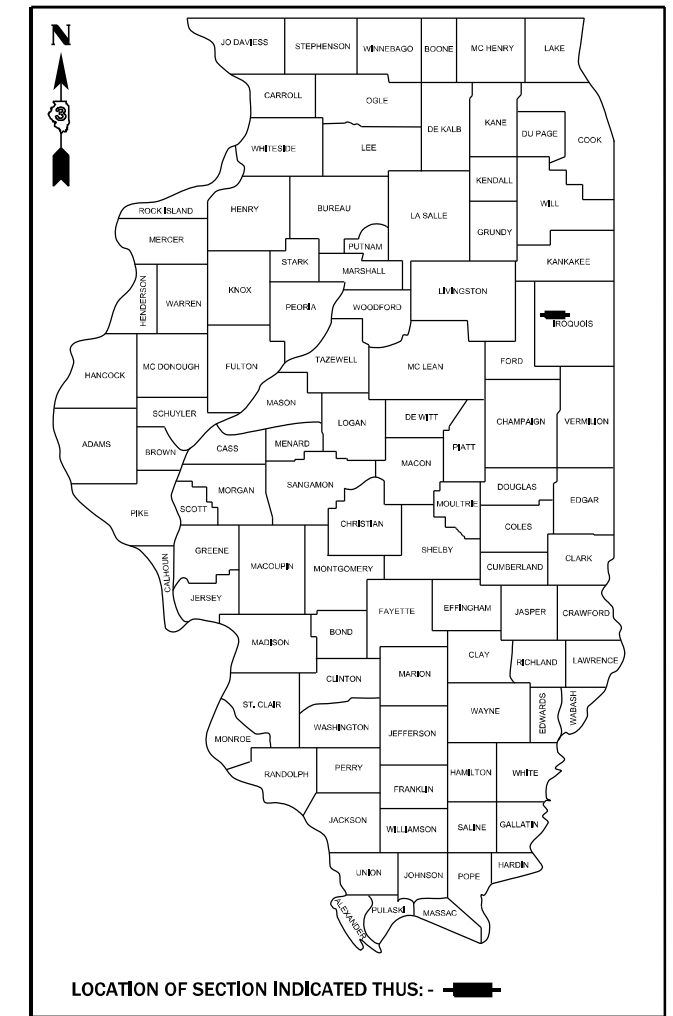 N
3
JO DAVIESS
STEPHENSON
WINNEBAGO
BOONE
MC HENRY
LAKE
CARROLL
OGLE
DE KALB
KANE
DU PAGE
COOK
WHITESIDE
LEE
KENDALL
WILL
ROCK ISLAND
HENRY
BUREAU
LA SALLE
GRUNDY
MERCER
PUTNAM
STARK
MARSHALL
KANKAKEE
HENDERSON
WARREN
KNOX
PEORIA
WOODFORD
LIVINGSTON
IROQUOIS
HANCOCK
MC DONOUGH
FULTON
TAZEWELL
MC LEAN
FORD
SCHUYLER
MASON
LOGAN
DE WITT
CHAMPAIGN
VERMILION
ADAMS
BROWN
CASS
MENARD
MACON
PIATT
PIKE
SCOTT
MORGAN
SANGAMON
CHRISTIAN
MOULTRIE
DOUGLAS
EDGAR
COLES
CALHOUN
GREENE
MACOUPIN
MONTGOMERY
SHELBY
CUMBERLAND
CLARK
JERSEY
FAYETTE
EFFINGHAM
JASPER
CRAWFORD
MADISON
BOND
CLAY
RICHLAND
LAWRENCE
CLINTON
MARION
ST. CLAIR
WAYNE
EDWARDS
WABASH
MONROE
WASHINGTON
JEFFERSON
RANDOLPH
PERRY
HAMILTON
WHITE
FRANKLIN
JACKSON
WILLIAMSON
SALINE
GALLATIN
UNION
JOHNSON
POPE
HARDIN
ALEXANDER
PULASKI
MASSAC
LOCATION OF SECTION INDICATED THUS: -